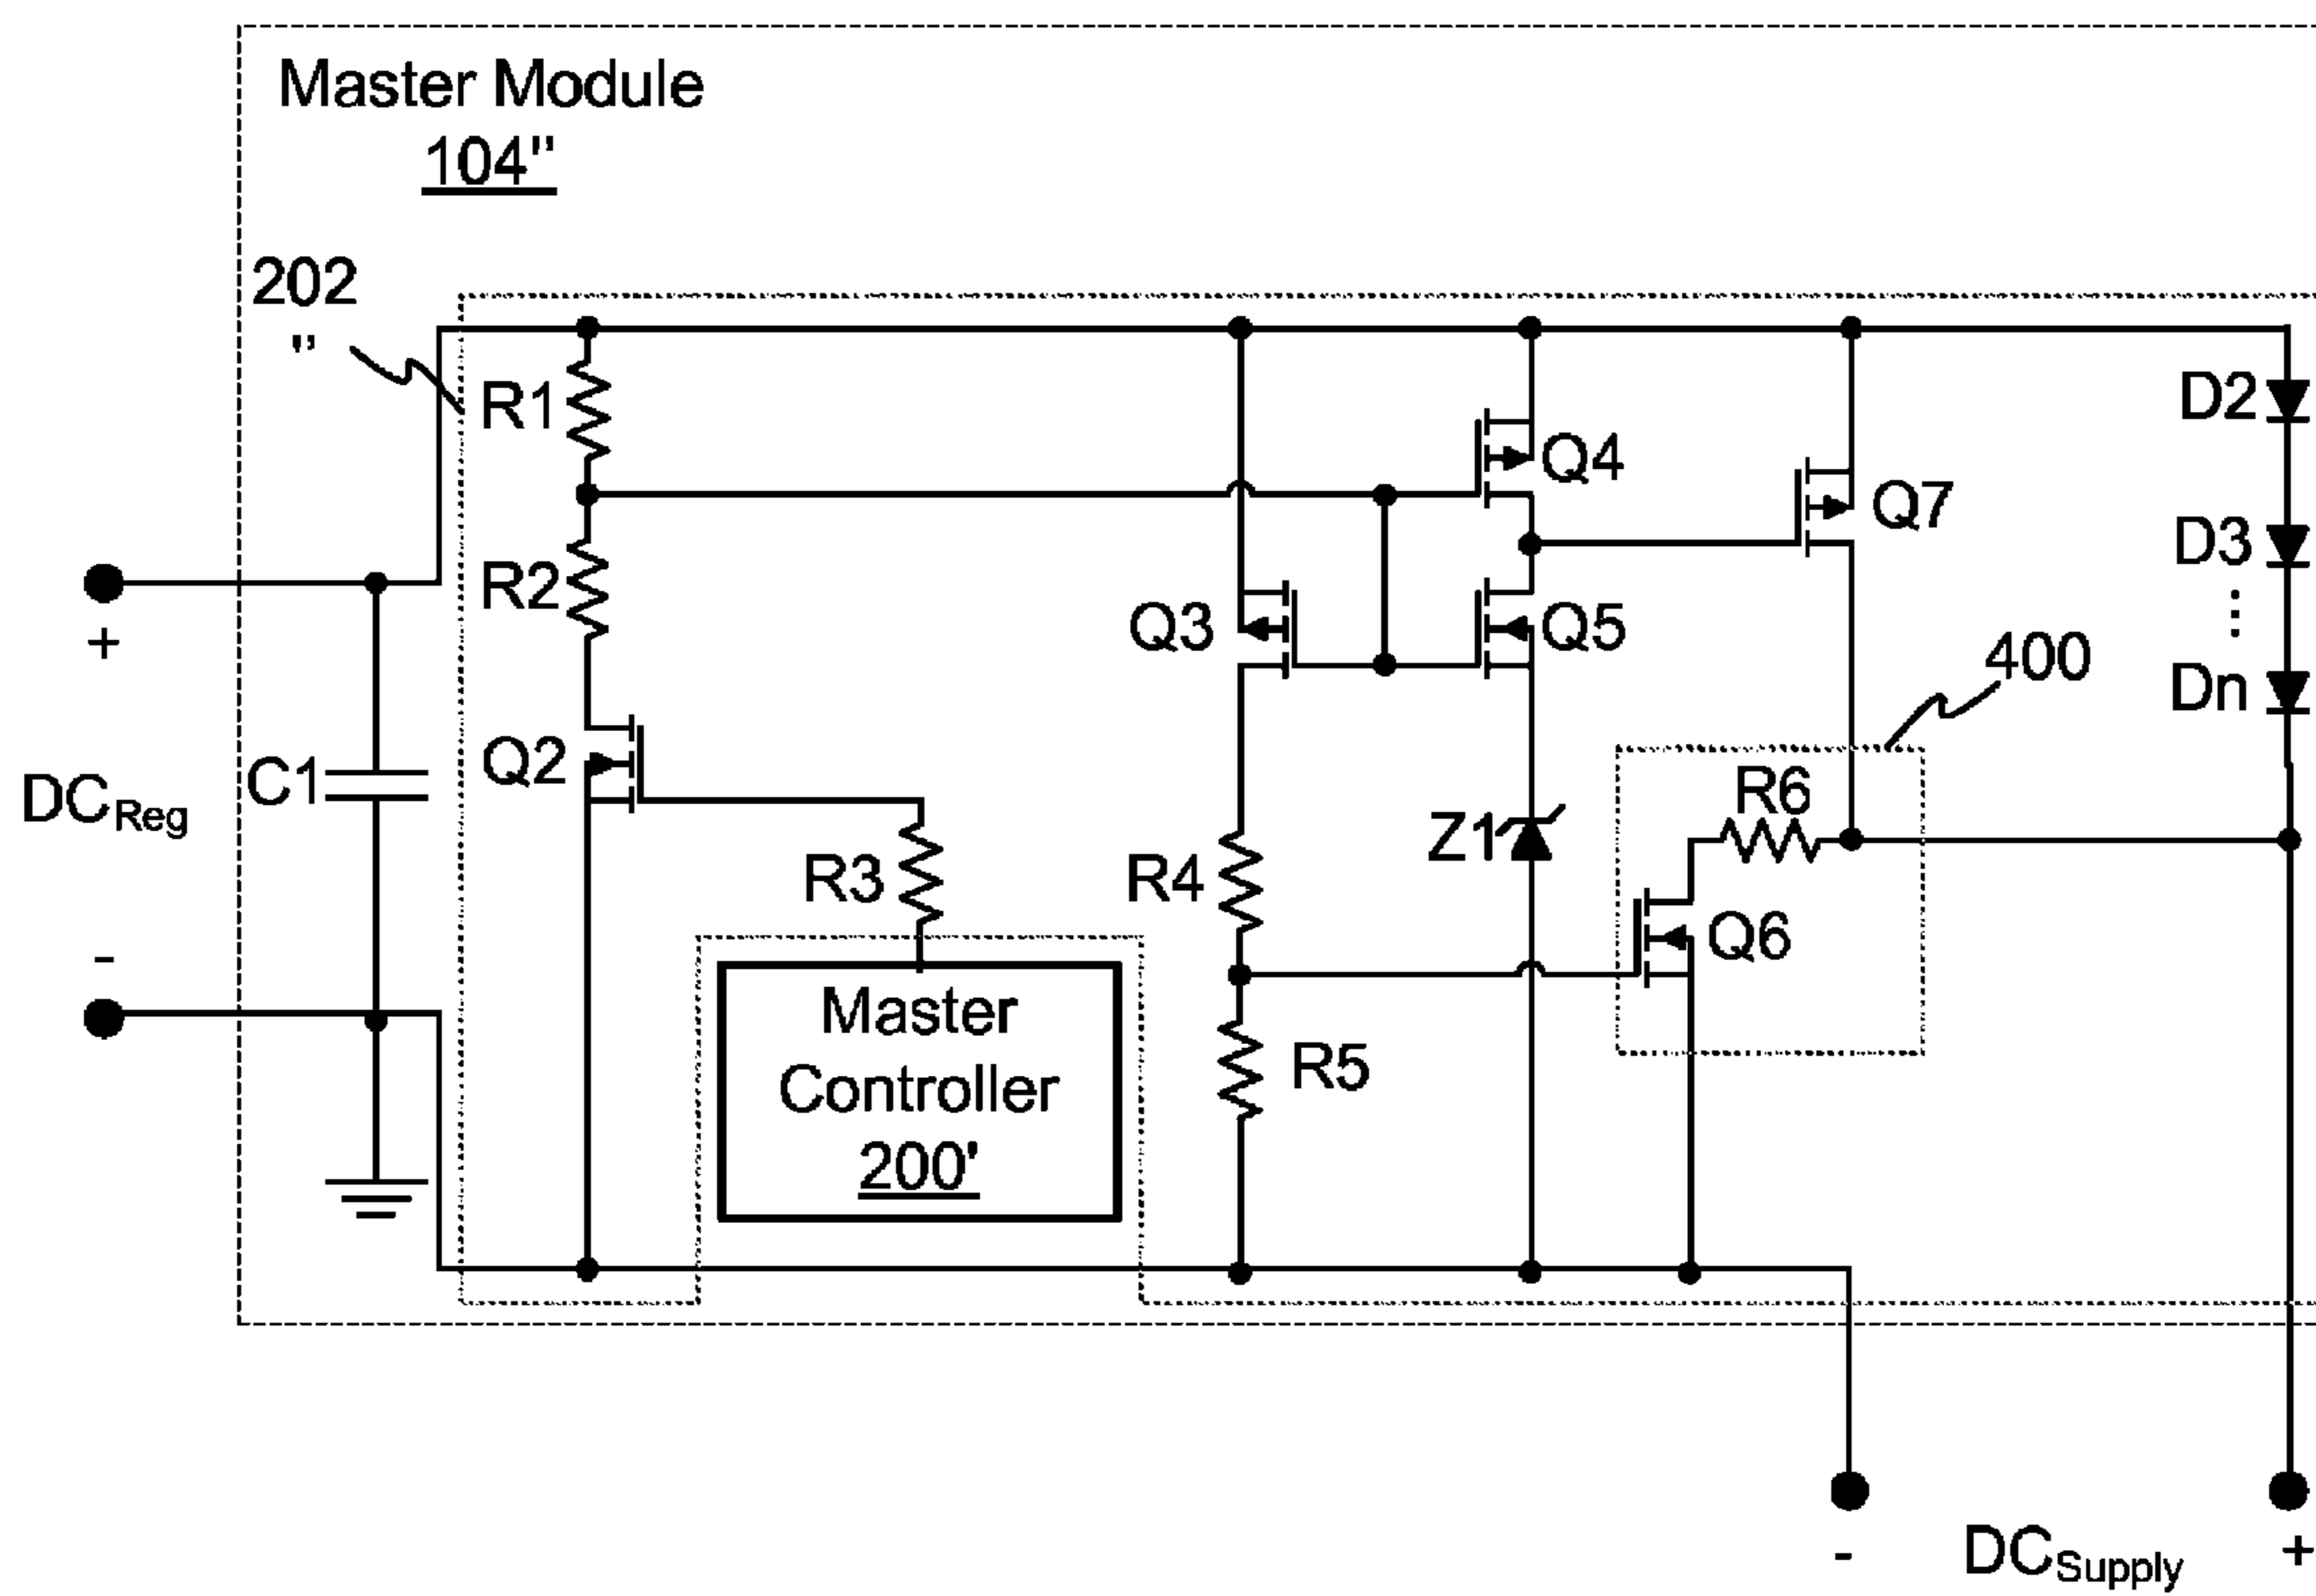 Master Module
104"
202
"
R1
Q4
Q7
D2
R2
Q3
Q5
D3
⋮
400
Dn
Q2
+
DCReg
C1
R6
Z1
R3
R4
Q6
-
Master
Controller
200'
R5
-
DCSupply
+